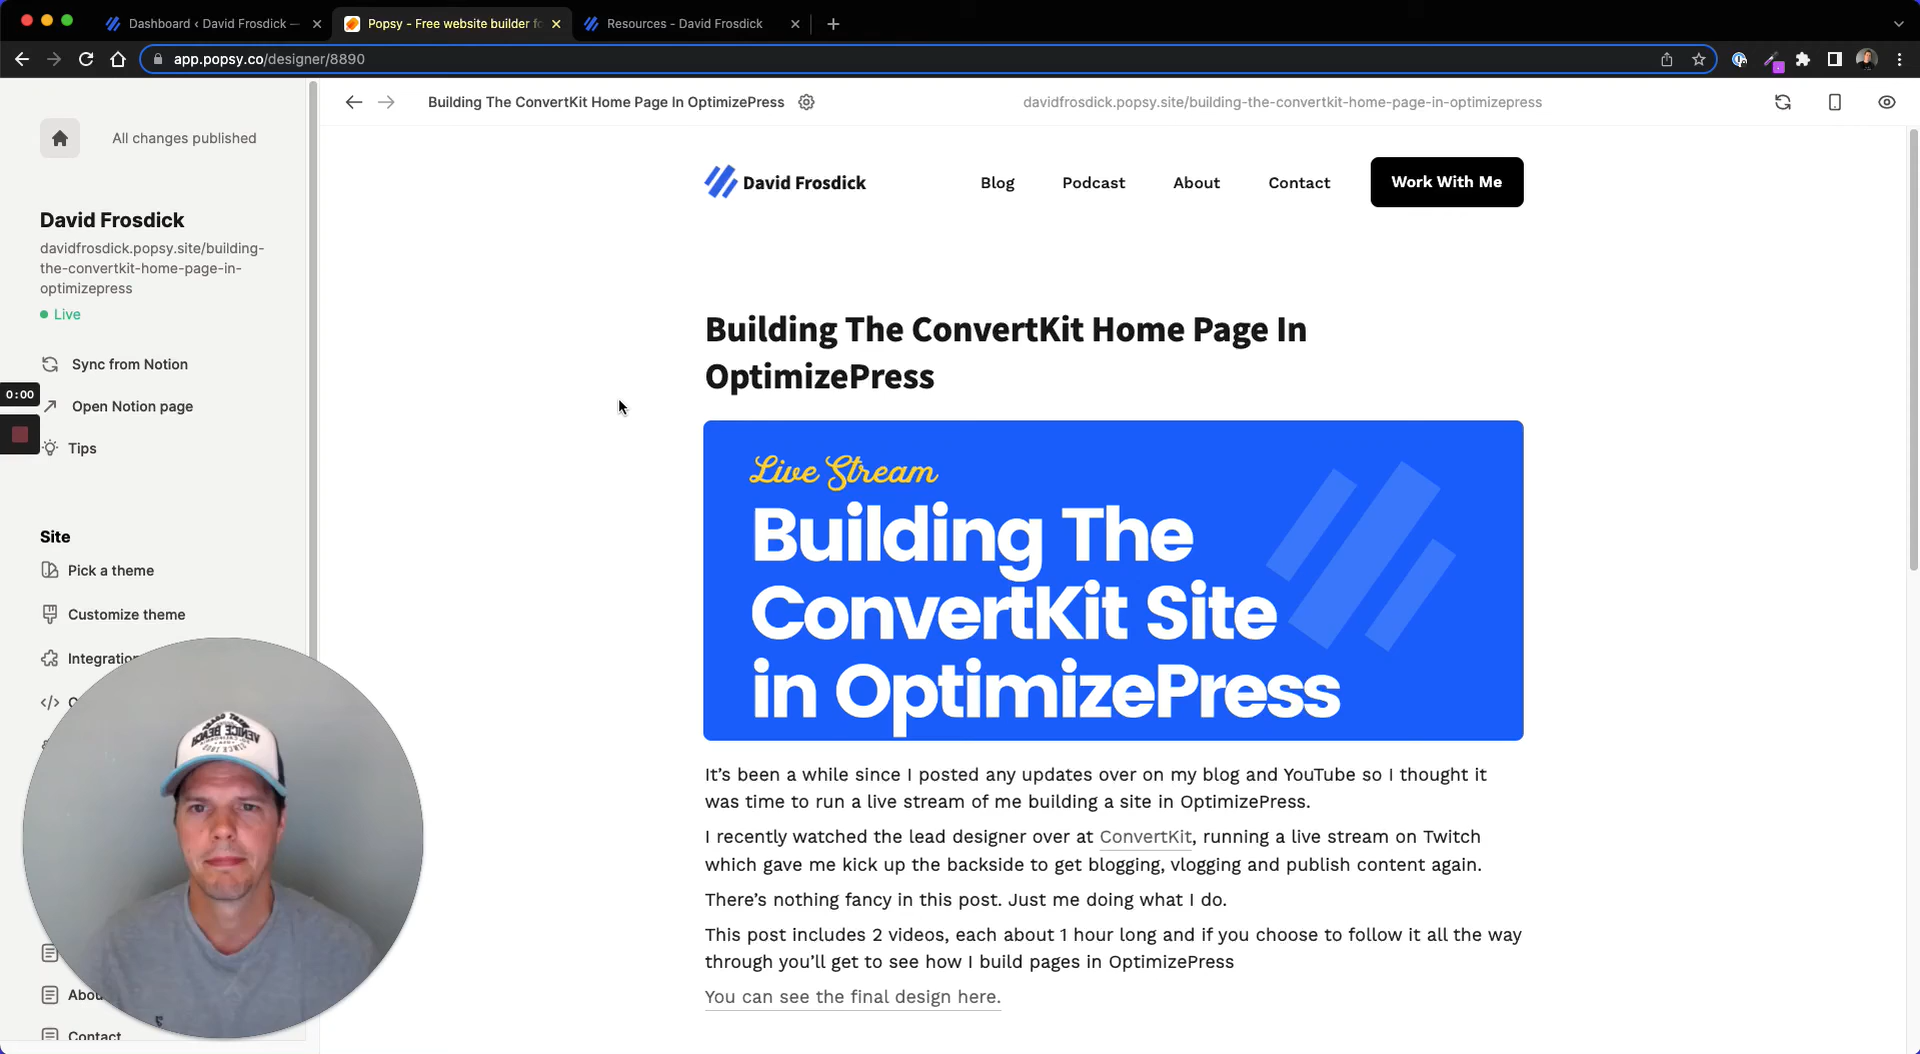 Dashboard ‹ David Frosdick —
Popsy - Free website builder fo
Resources - David Frosdick
app.popsy.co/designer/8890
All changes published
Building The ConvertKit Home Page In OptimizePress
davidfrosdick.popsy.site/building-the-convertkit-home-page-in-optimizepress
David Frosdick
davidfrosdick.popsy.site/building-
the-convertkit-home-page-in-
optimizepress
Live
Sync from Notion
0:00
Open Notion page
Tips
Site
Pick a theme
Customize theme
Integration
Abou
Contact
David Frosdick
Blog
Podcast
About
Contact
Work With Me
Building The ConvertKit Home Page In
OptimizePress
Live Stream
Building The
ConvertKit Site
in OptimizePress
It’s been a while since I posted any updates over on my blog and YouTube so I thought it
was time to run a live stream of me building a site in OptimizePress.
I recently watched the lead designer over at ConvertKit, running a live stream on Twitch
which gave me kick up the backside to get blogging, vlogging and publish content again.
There’s nothing fancy in this post. Just me doing what I do.
This post includes 2 videos, each about 1 hour long and if you choose to follow it all the way
through you’ll get to see how I build pages in OptimizePress
You can see the final design here.
VENICE BEACH